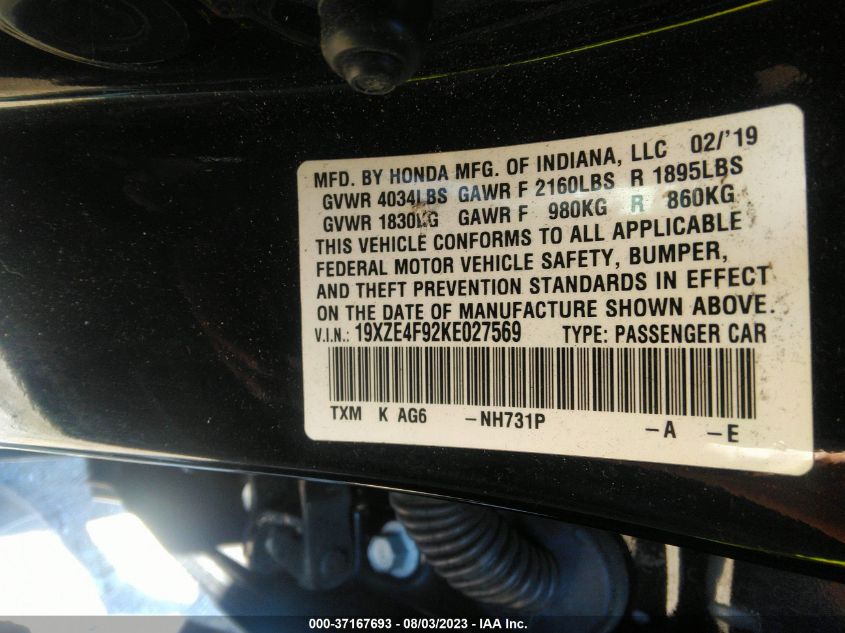 MFD. BY HONDA MFG. OF INDIANA, LLC 02/'19
GVWR 4034LBS GAWR F 2160LBS R 1895LBS
GVWR 1830KG GAWR F 980KG R 860KG
THIS VEHICLE CONFORMS TO ALL APPLICABLE
FEDERAL MOTOR VEHICLE SAFETY, BUMPER,
AND THEFT PREVENTION STANDARDS IN EFFECT
ON THE DATE OF MANUFACTURE SHOWN ABOVE.
V.I.N.: 19XZE4F92KE027569 TYPE: PASSENGER CAR
TXM K AG6 -NH731P -A -E
000-37167693 - 08/03/2023 - IAA Inc.